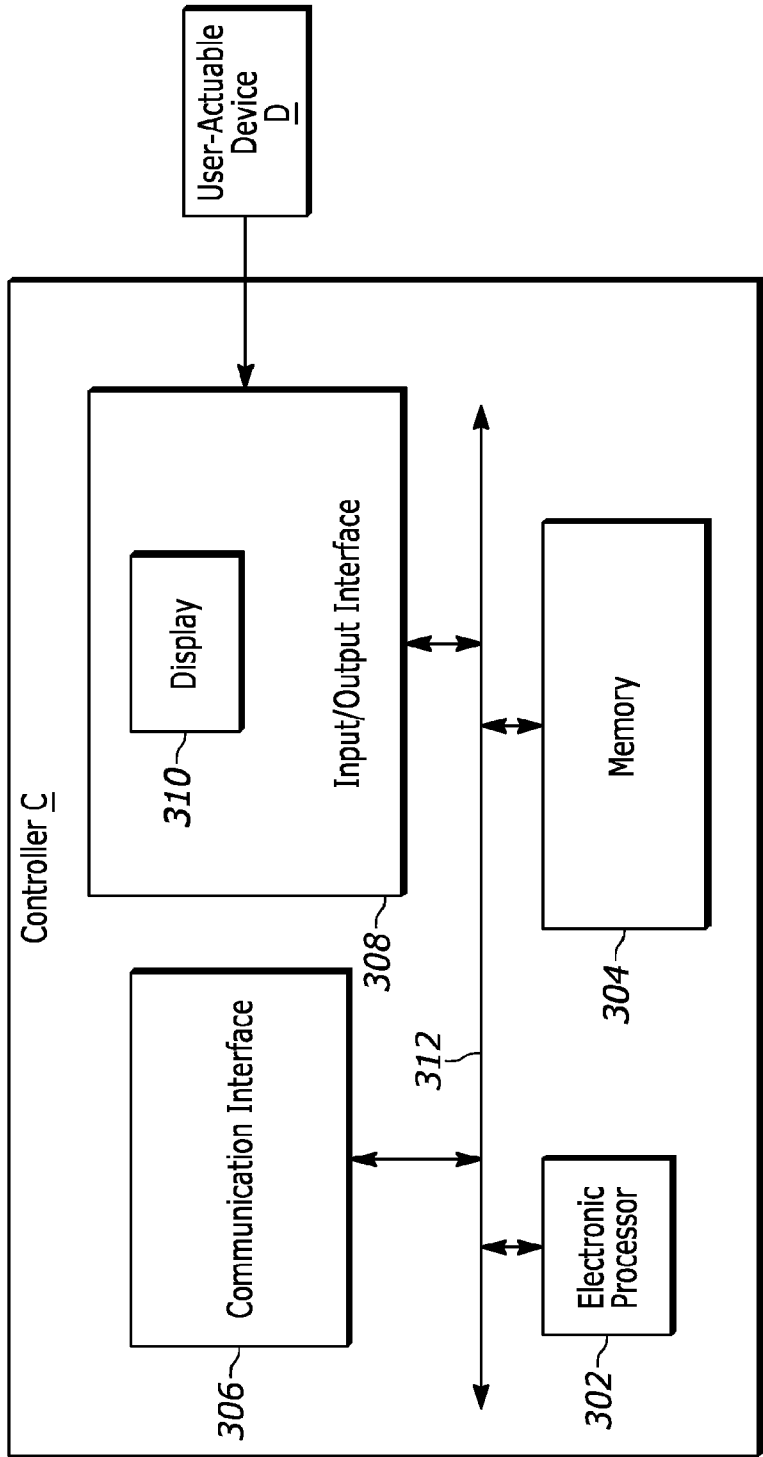 Controller C
User-Actuable
Device
D
Communication Interface
306
Display
310
Input/Output Interface
308
312
Electronic
Processor
302
Memory
304